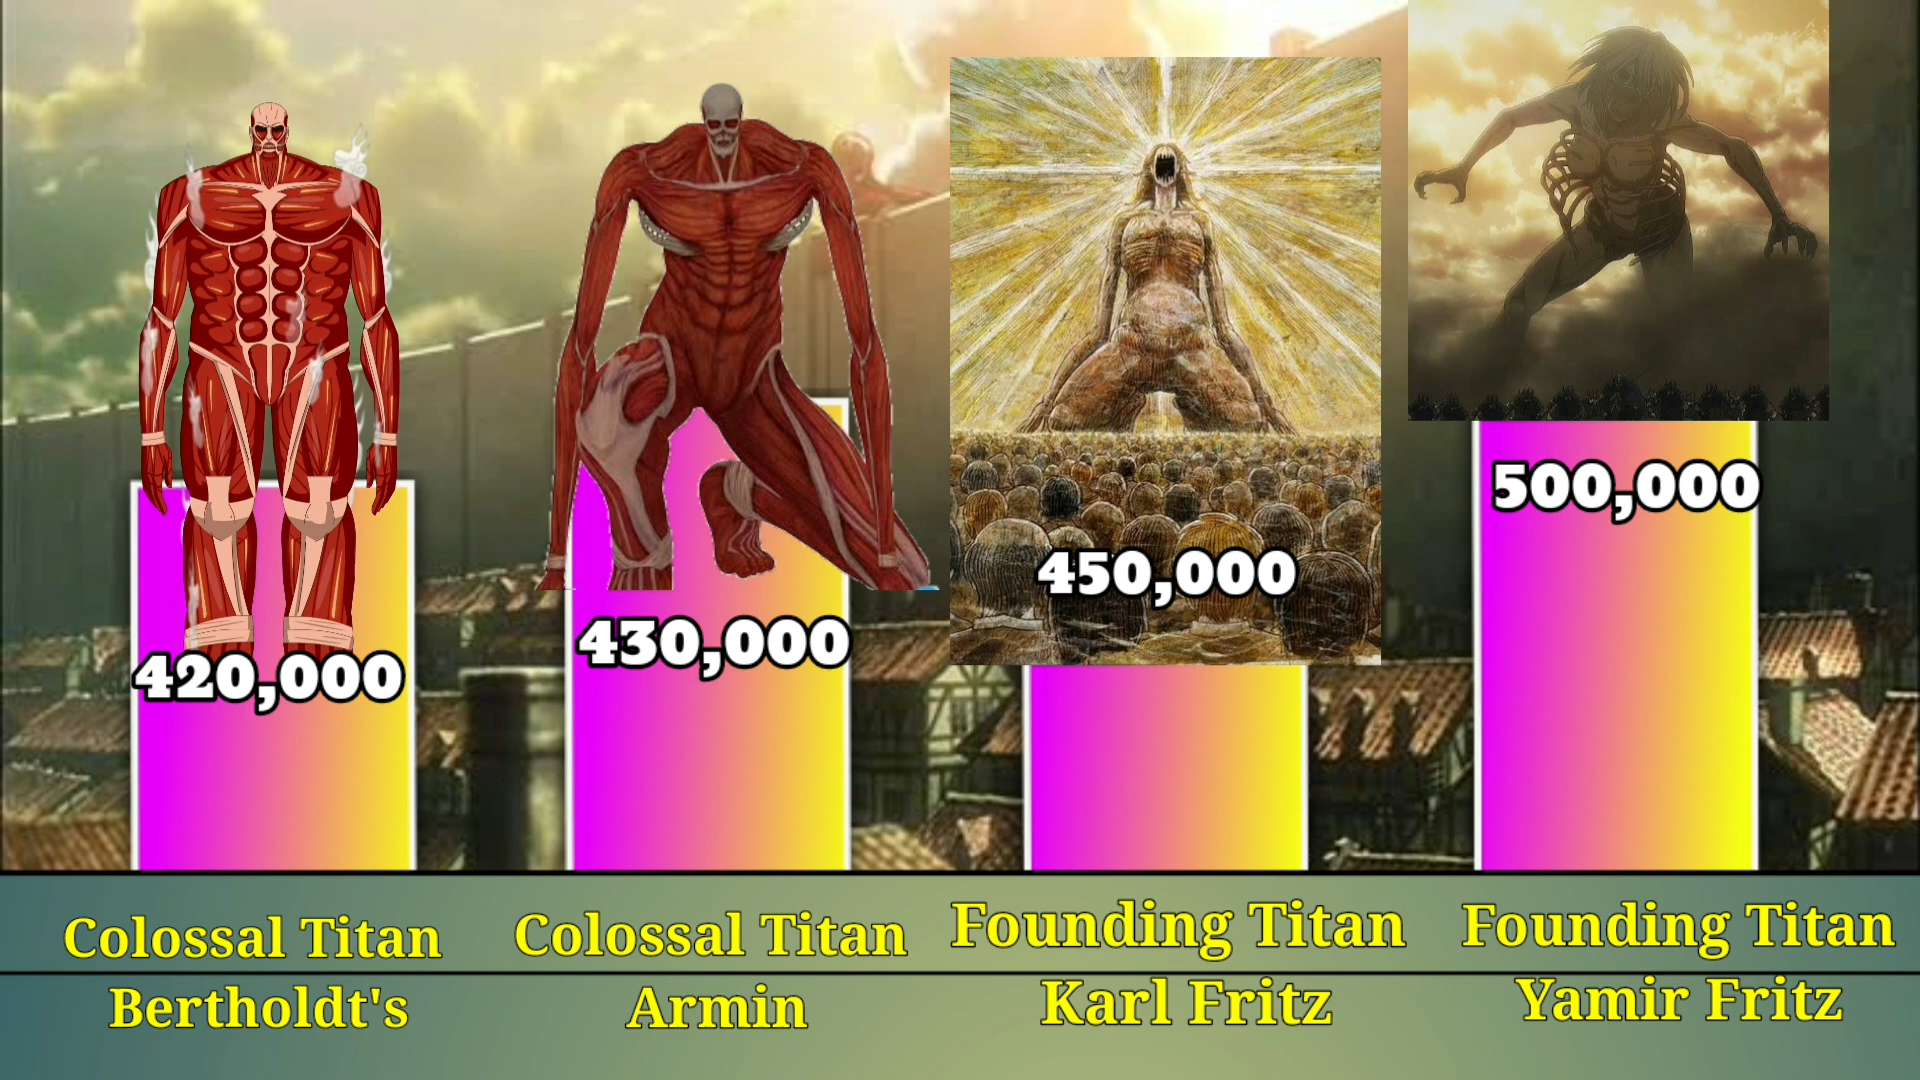 420,000
430,000
450,000
500,000
Colossal Titan
Bertholdt's
Colossal Titan
Armin
Founding Titan
Karl Fritz
Founding Titan
Yamir Fritz